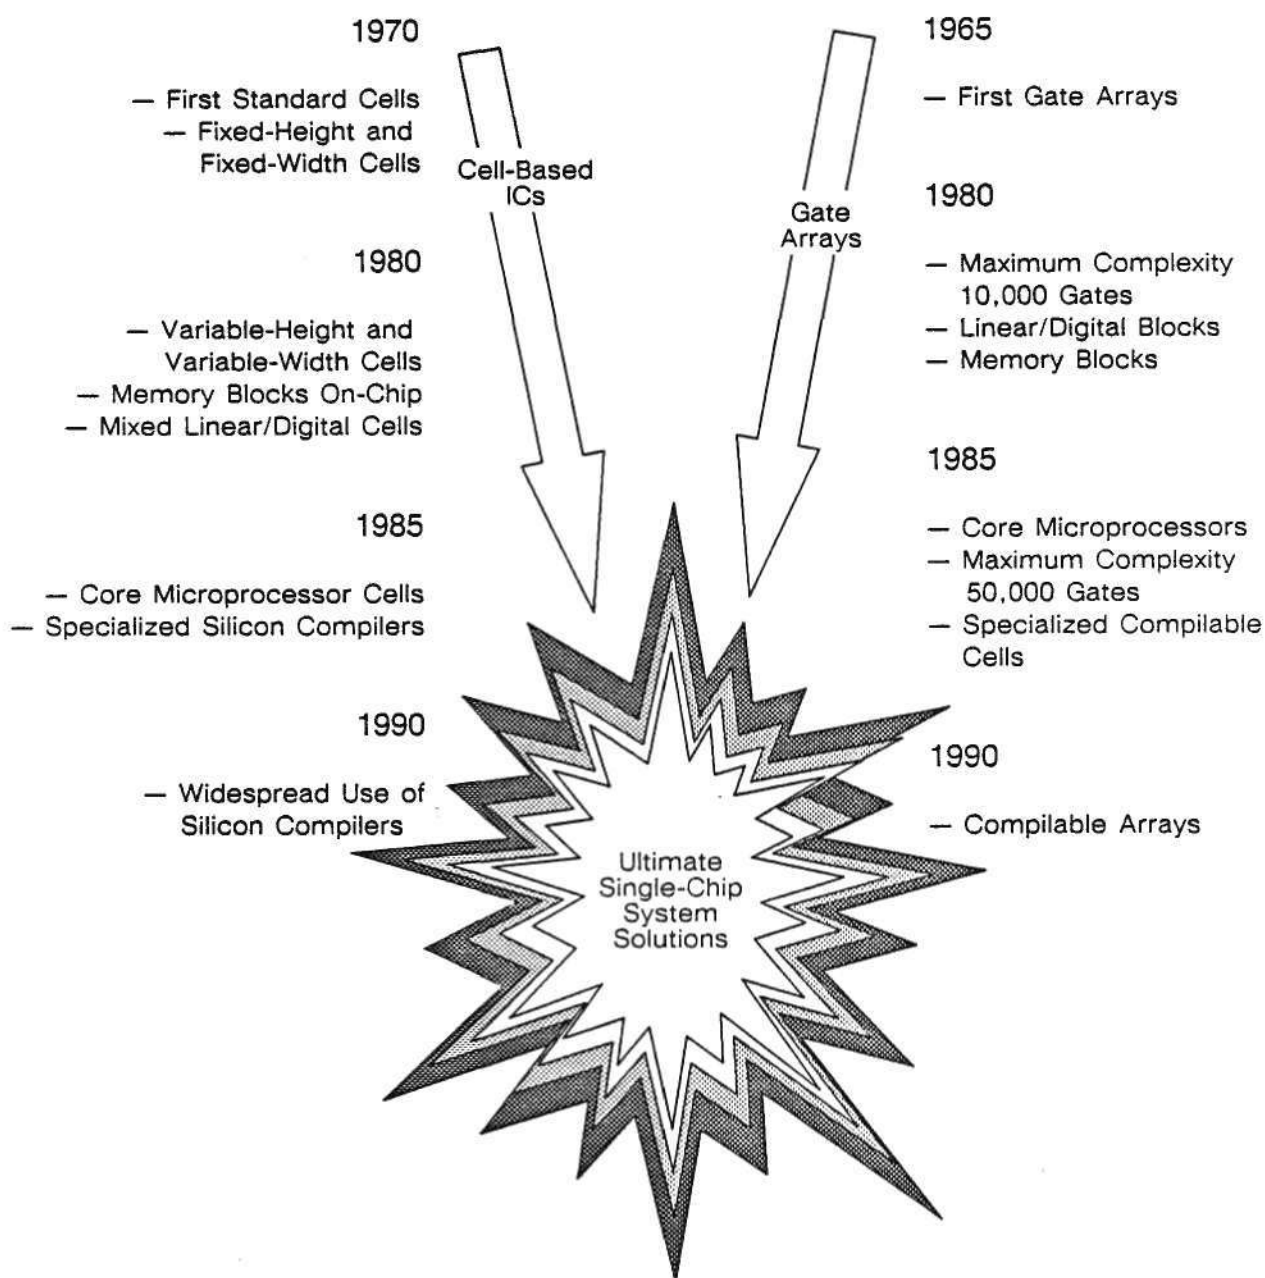 1970
— First Standard Cells
— Fixed-Height and
Fixed-Width Cells
1980
— Variable-Height and
Variable-Width Cells
— Memory Blocks On-Chip
— Mixed Linear/Digital Cells
1985
— Core Microprocessor Cells
— Specialized Silicon Compilers
1990
— Widespread Use of
Silicon Compilers
Cell-Based
ICs
Gate
Arrays
1965
— First Gate Arrays
1980
— Maximum Complexity
10,000 Gates
— Linear/Digital Blocks
— Memory Blocks
1985
— Core Microprocessors
— Maximum Complexity
50,000 Gates
— Specialized Compilable
Cells
1990
— Compilable Arrays
Ultimate
Single-Chip
System
Solutions